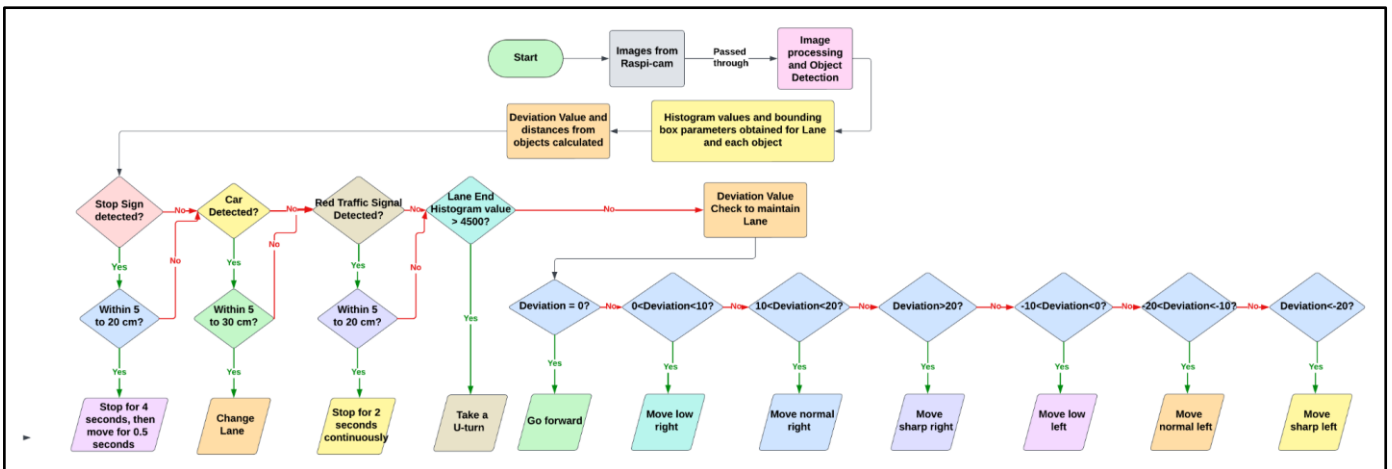 Start
Images from
Raspi-cam
Passed
through
Image
processing
and Object
Detection
Histogram values and bounding
box parameters obtained for Lane
and each object
Deviation Value and
distances from
objects calculated
Stop Sign
detected?
No
Car
Detected?
No
Red Traffic Signal
Detected?
No
Lane End
Histogram value
> 4500?
No
Deviation Value
Check to maintain
Lane
Yes
No
Yes
No
Yes
No
Yes
Within 5
to 20 cm?
Within 5
to 30 cm?
Within 5
to 20 cm?
Deviation = 0?
No
0<Deviation<10?
No
10<Deviation<20?
No
Deviation>20?
No
-10<Deviation<0?
No
-20<Deviation<-10?
No
Deviation<-20?
Yes
Yes
Yes
Yes
Yes
Yes
Yes
Yes
Yes
Yes
Stop for 4
seconds, then
move for 0.5
seconds
Change
Lane
Stop for 2
seconds
continuously
Take a
U-turn
Go forward
Move low
right
Move normal
right
Move
sharp right
Move low
left
Move
normal left
Move
sharp left